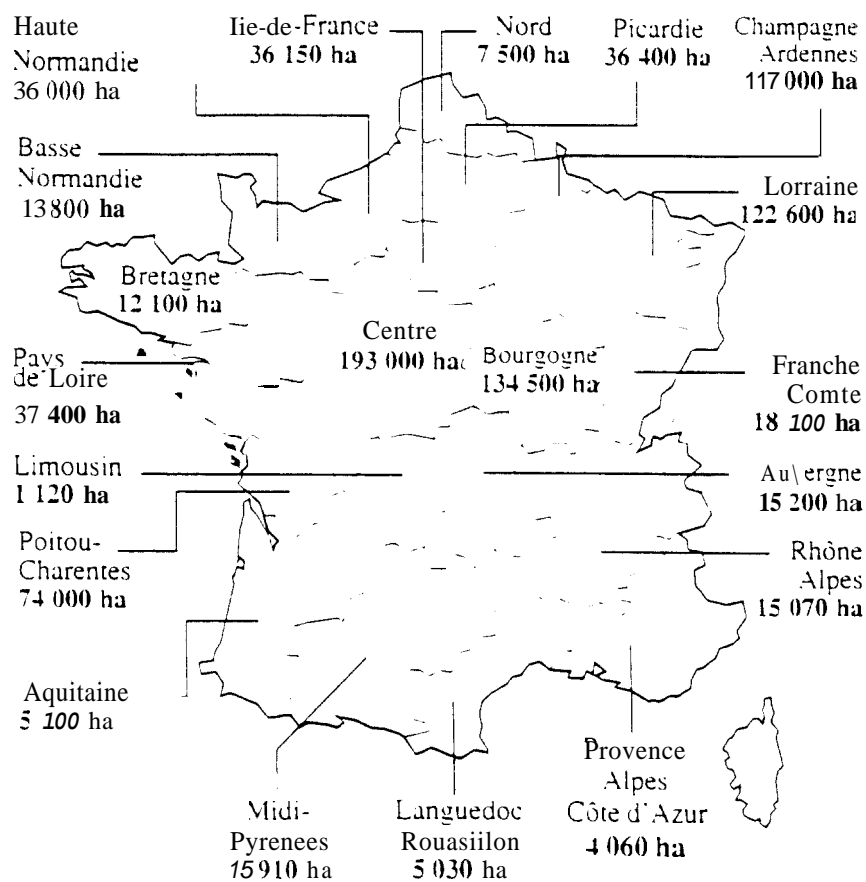 Haute
Normandie
36 000 ha
Iie-de-France
36 150 ha
Nord
7 500 ha
Picardie
36 400 ha
Champagne
Ardennes
117 000 ha
Basse
Normandie
13 800 ha
Lorraine
122 600 ha
Bretagne
12 100 ha
Centre
193 000 ha
Bourgogne
134 500 ha
Pays
de Loire
37 400 ha
Franche
Comte
18 100 ha
Limousin
1 120 ha
Au\ergne
15 200 ha
Poitou-
Charentes
74 000 ha
Rhône
Alpes
15 070 ha
Aquitaine
5 100 ha
Midi-
Pyrenees
15 910 ha
Languedoc
Rouasiilon
5 030 ha
Provence
Alpes
Côte d'Azur
4 060 ha